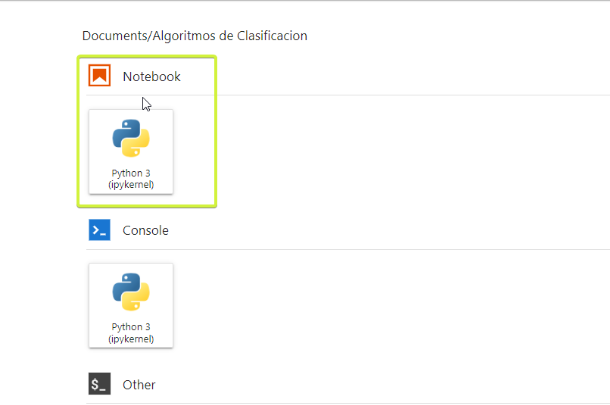 Documents/Algoritmos de Clasificacion
Notebook
Python 3
(ipykernel)
Console
Python 3
(ipykernel)
$_
Other